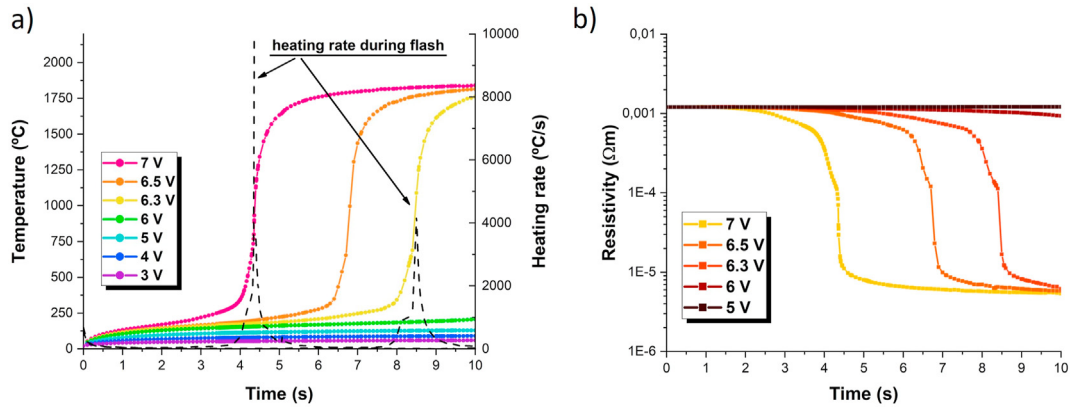 a)
heating rate during flash
Temperature (ºC)
2000
1750
1500
1250
1000
750
500
250
0
7 V
6.5 V
6.3 V
6 V
5 V
4 V
3 V
10000
8000
6000
4000
2000
0
Heating rate (ºC/s)
0 1 2 3 4 5 6 7 8 9 10
Time (s)
b)
Resistivity (Ωm)
0,01
0,001
1E-4
1E-5
1E-6
7 V
6.5 V
6.3 V
6 V
5 V
0 1 2 3 4 5 6 7 8 9 10
Time (s)